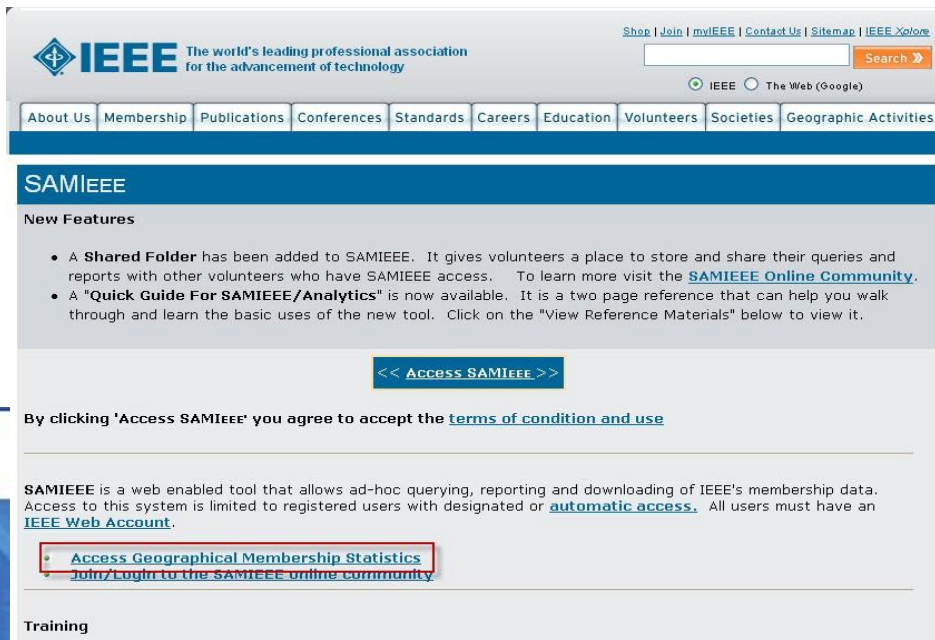 Shop | Join | myIEEE | Contact Us | Sitemap | IEEE Xplore
IEEE The world's leading professional association
for the advancement of technology
Search »
IEEE The Web (Google)
About Us Membership Publications Conferences Standards Careers Education Volunteers Societies Geographic Activities
SAMIEEE
New Features
• A Shared Folder has been added to SAMIEEE. It gives volunteers a place to store and share their queries and
reports with other volunteers who have SAMIEEE access. To learn more visit the SAMIEEE Online Community.
• A "Quick Guide For SAMIEEE/Analytics" is now available. It is a two page reference that can help you walk
through and learn the basic uses of the new tool. Click on the "View Reference Materials" below to view it.
<< Access SAMIEEE >>
By clicking 'Access SAMIEEE' you agree to accept the terms of condition and use
SAMIEEE is a web enabled tool that allows ad-hoc querying, reporting and downloading of IEEE's membership data.
Access to this system is limited to registered users with designated or automatic access. All users must have an
IEEE Web Account.
• Access Geographical Membership Statistics
• Join/Login to the SAMIEEE online community
Training